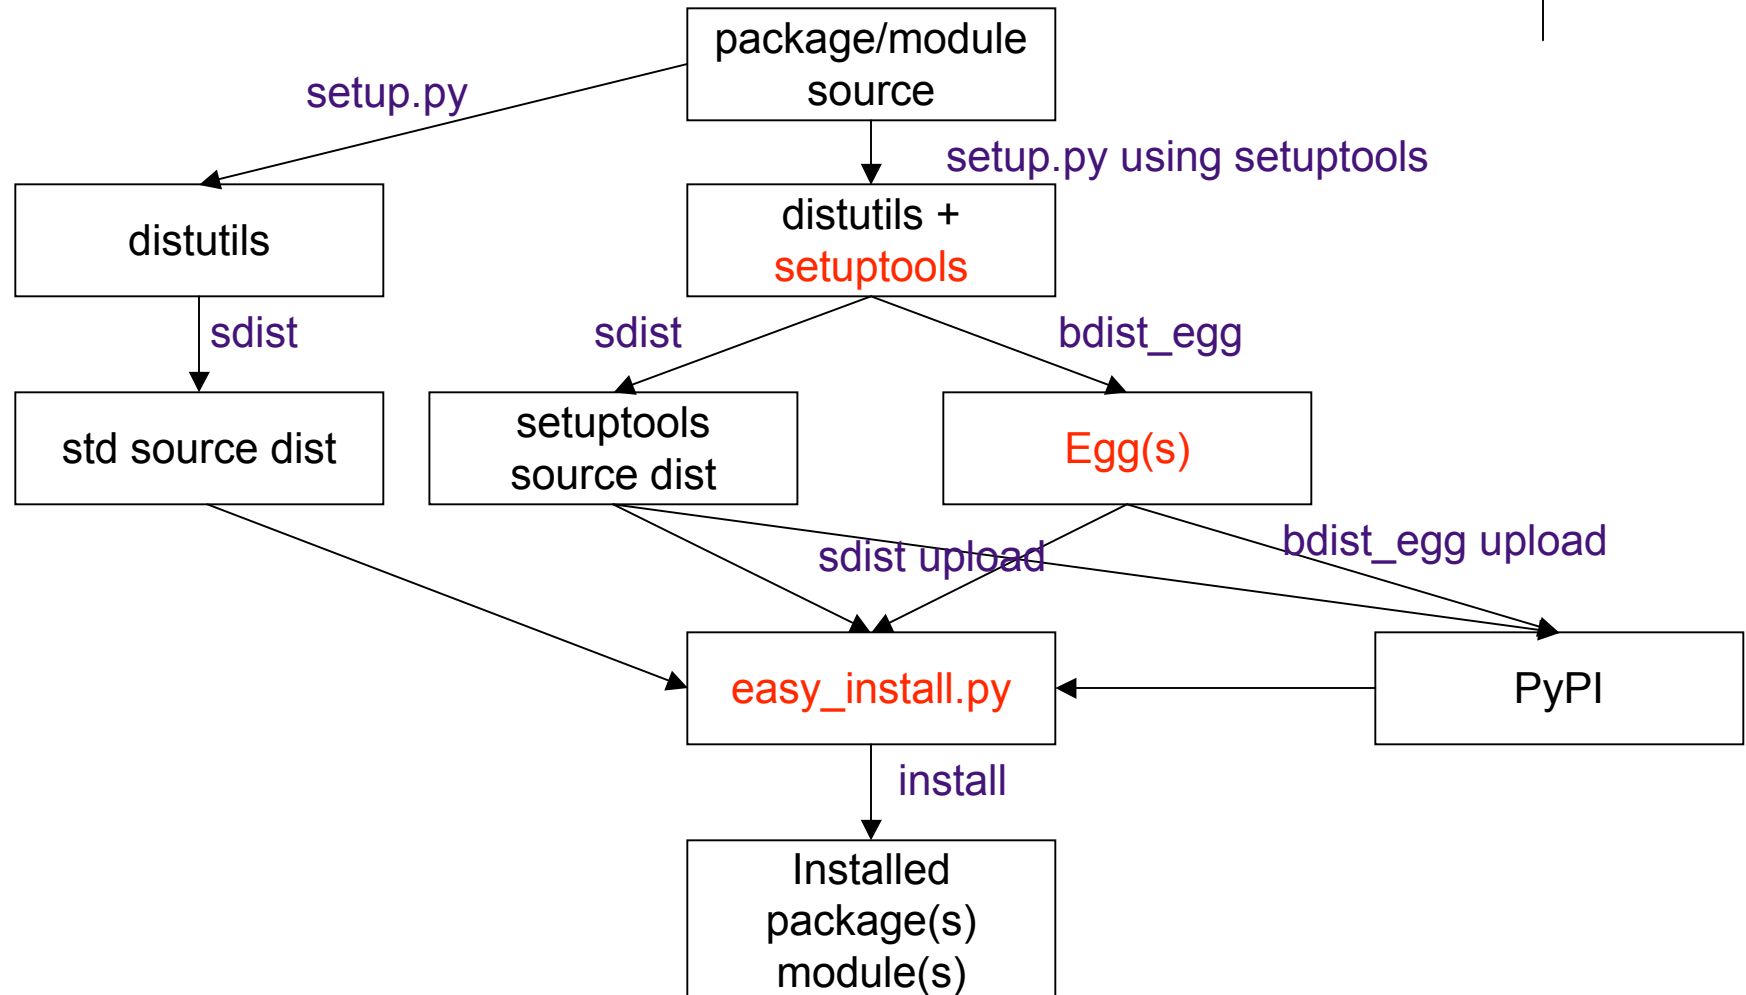 package/module
source
setup.py
setup.py using setuptools
distutils
distutils +
setuptools
sdist
sdist
bdist_egg
std source dist
setuptools
source dist
Egg(s)
sdist upload
bdist_egg upload
easy_install.py
PyPI
install
Installed
package(s)
module(s)